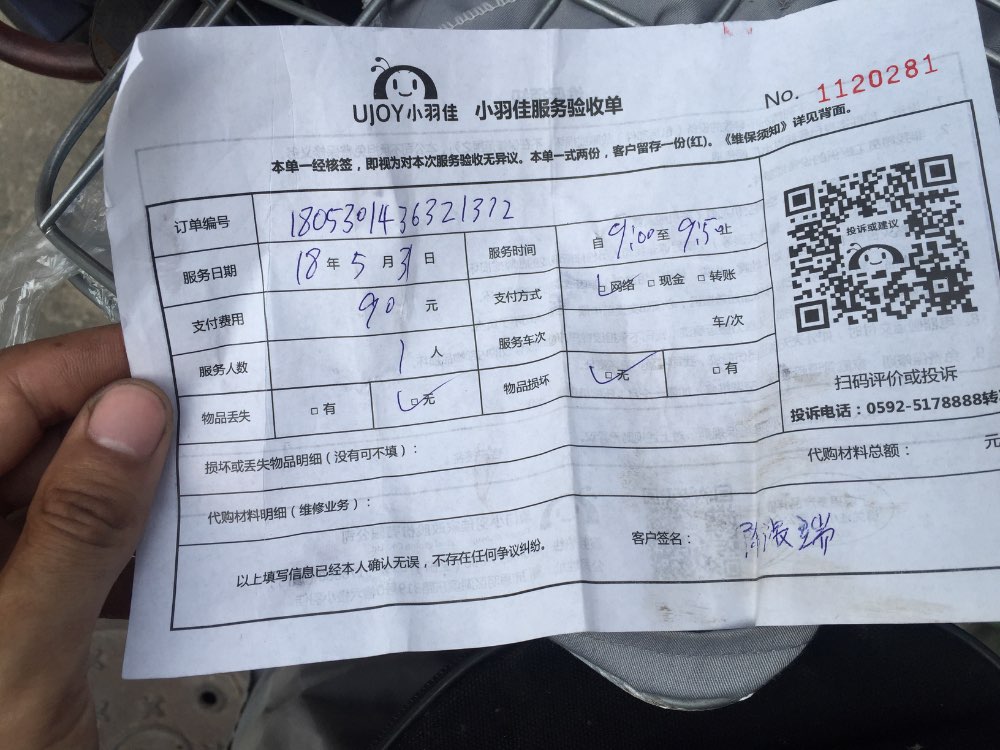 UJOY小羽佳 小羽佳服务验收单
No. 1120281
本单一经核签，即视为对本次服务验收无异议。本单一式两份，客户留存一份(红)。《维保须知》详见背面。
订单编号 1805301436321372
服务日期 18 年 5 月 31 日 服务时间 自 9:00 至 9:50 止
支付费用 90 元 支付方式 □网络 □现金 □转账
服务人数 1 人 服务车次 车/次
物品丢失 □有 □无 物品损坏 □无 □有
投诉或建议
扫码评价或投诉
投诉电话：0592-5178888转
损坏或丢失物品明细（没有可不填）：
代购材料明细（维修业务）： 代购材料总额： 元
以上填写信息已经本人确认无误，不存在任何争议纠纷。 客户签名：